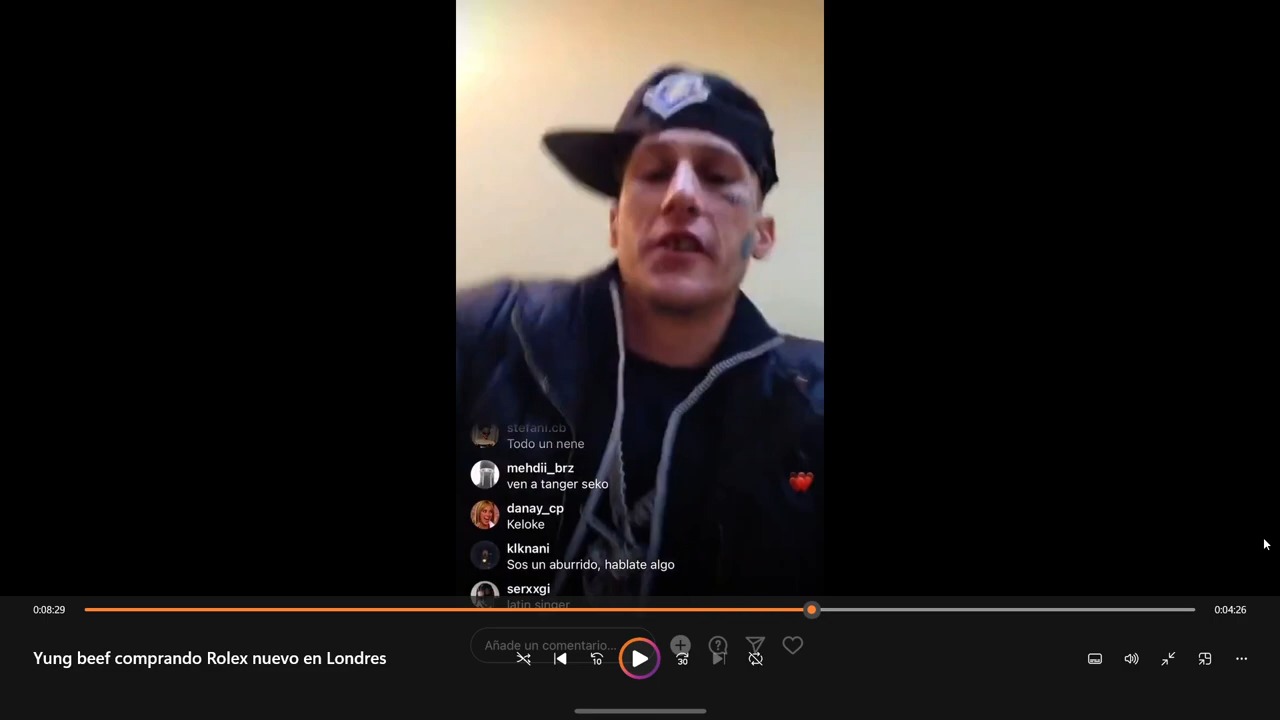 stefani.cb
Todo un nene
mehdii_brz
ven a tanger seko
danay_cp
Keloke
klknani
Sos un aburrido, hablate algo
serxxgi
latin singer
0:08:29
0:04:26
Añade un comentario...
Yung beef comprando Rolex nuevo en Londres
10
30